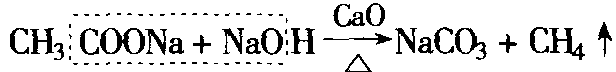 CH₃COONa + NaOH —CaO/△→ NaCO₃ + CH₄ ↑